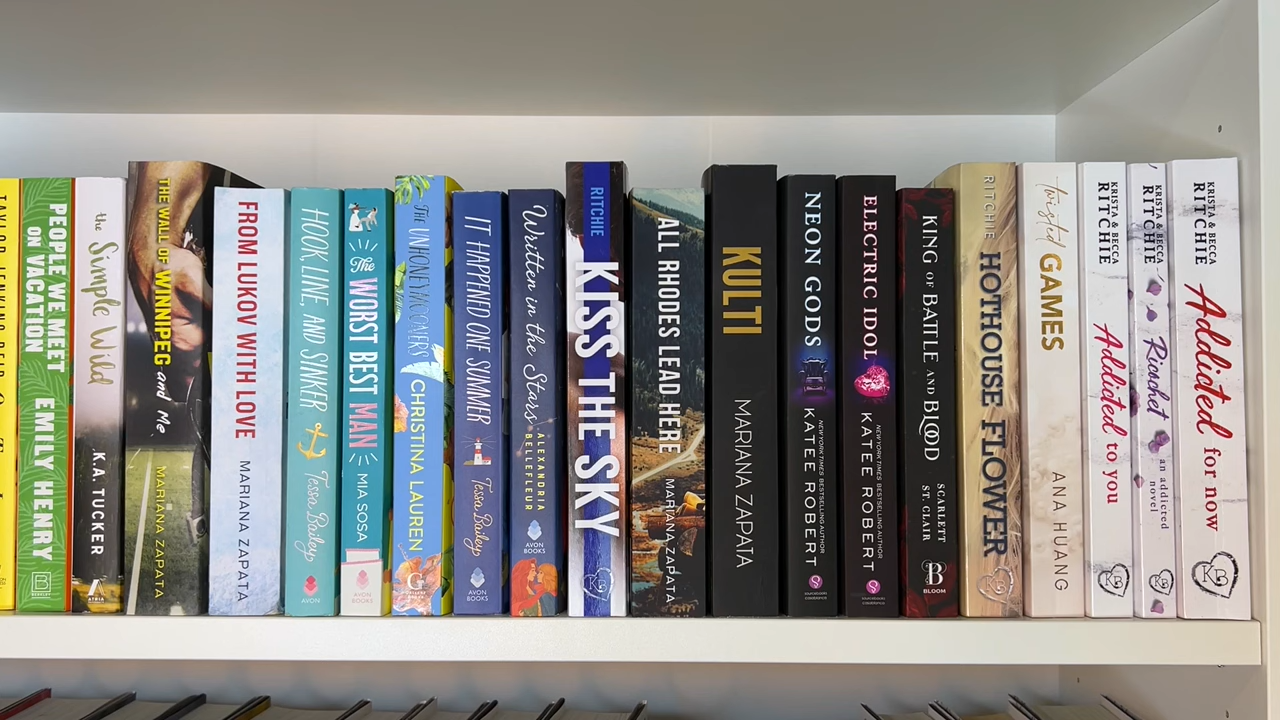 TAYLOR JENKINS REID
PEOPLE WE MEET
ON VACATION
EMILY HENRY
the Simple Wild
K.A. TUCKER
ATRIA
THE WALL OF WINNIPEG and Me
MARIANA ZAPATA
FROM LUKOV WITH LOVE
MARIANA ZAPATA
HOOK, LINE, AND SINKER
Tessa Bailey
AVON
The WORST BEST MAN
MIA SOSA
AVON
BOOKS
The UNHONEYMOONERS
CHRISTINA LAUREN
G
IT HAPPEND ONE SUMMER
Tessa Bailey
AVON
BOOKS
Written in the Stars
ALEXANDRIA
BELLEFLEUR
AVON
BOOKS
RITCHIE
KISS THE SKY
ALL RHODES LEAD HERE
MARIANA ZAPATA
KULTI
MARIANA ZAPATA
NEON GODS
NEW YORK TIMES BESTSELLING AUTHOR
KATEE ROBERT
ELECTRIC IDOL
NEW YORK TIMES BESTSELLING AUTHOR
KATEE ROBERT
KING OF BATTLE AND BLOOD
SCARLETT
ST. CLAIR
B
BLOOM
RITCHIE
HOTHOUSE FLOWER
twisted GAMES
ANA HUANG
KRISTA & BECCA
RITCHIE
Addicted to you
KRISTA & BECCA
RITCHIE
Ricochet
an addicted
novel
KRISTA & BECCA
RITCHIE
Addicted for now